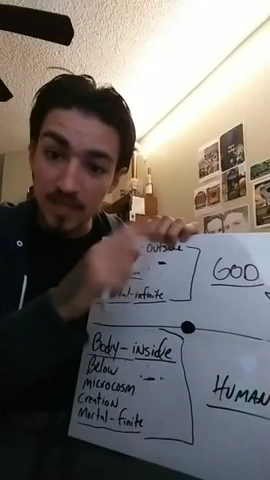 -outside
GOD
-infinite
Body-inside
Below
microcosm
Creation
Mortal-finite
HUMAN